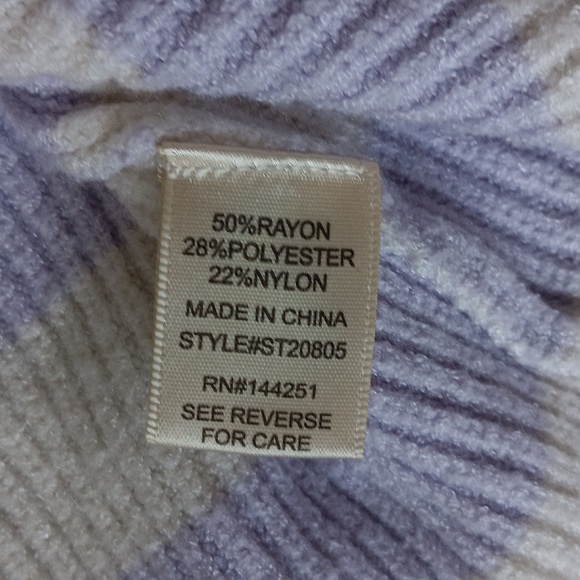 50%RAYON
28%POLYESTER
22%NYLON
MADE IN CHINA
STYLE#ST20805
RN#144251
SEE REVERSE
FOR CARE